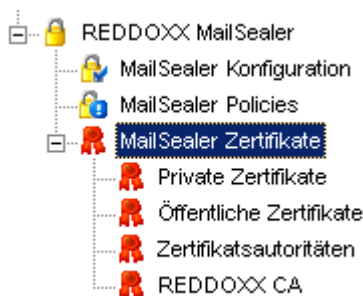 REDDOXX MailSealer
MailSealer Konfiguration
MailSealer Policies
MailSealer Zertifikate
Private Zertifikate
Öffentliche Zertifikate
Zertifikatsautoritäten
REDDOXX CA